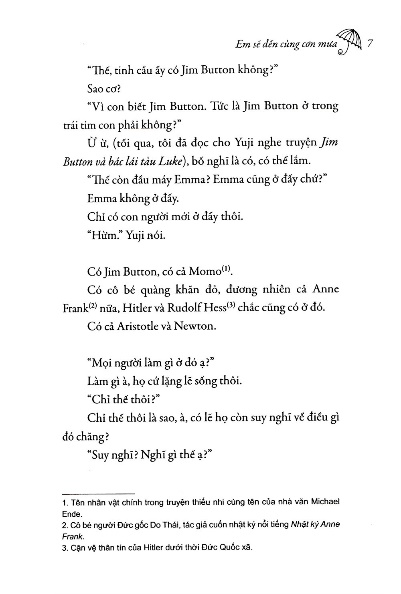 Em sẽ đến cùng cơn mưa 7
“Thế, tinh cầu ấy có Jim Button không?”
Sao cơ?
“Vì con biết Jim Button. Tức là Jim Button ở trong
trái tim con phải không?”
Ừ ừ, (tối qua, tôi đã đọc cho Yuji nghe truyện Jim
Button và bác lái tàu Luke), bố nghĩ là có, có thể lắm.
“Thế còn đầu máy Emma? Emma cũng ở đấy chứ?”
Emma không ở đấy.
Chỉ có con người mới ở đấy thôi.
“Hừm.” Yuji nói.
Có Jim Button, có cả Momo(1).
Có cô bé quàng khăn đỏ, đương nhiên cả Anne
Frank(2) nữa, Hitler và Rudolf Hess(3) chắc cũng có ở đó.
Có cả Aristotle và Newton.
“Mọi người làm gì ở đó ạ?”
Làm gì à, họ cứ lặng lẽ sống thôi.
“Chỉ thế thôi?”
Chỉ thế thôi là sao, à, có lẽ họ còn suy nghĩ về điều gì
đó chăng?
“Suy nghĩ? Nghĩ gì thế ạ?”
1. Tên nhân vật chính trong truyện thiếu nhi cùng tên của nhà văn Michael
Ende.
2. Cô bé người Đức gốc Do Thái, tác giả cuốn nhật ký nổi tiếng Nhật ký Anne
Frank.
3. Cận vệ thân tín của Hitler dưới thời Đức Quốc xã.